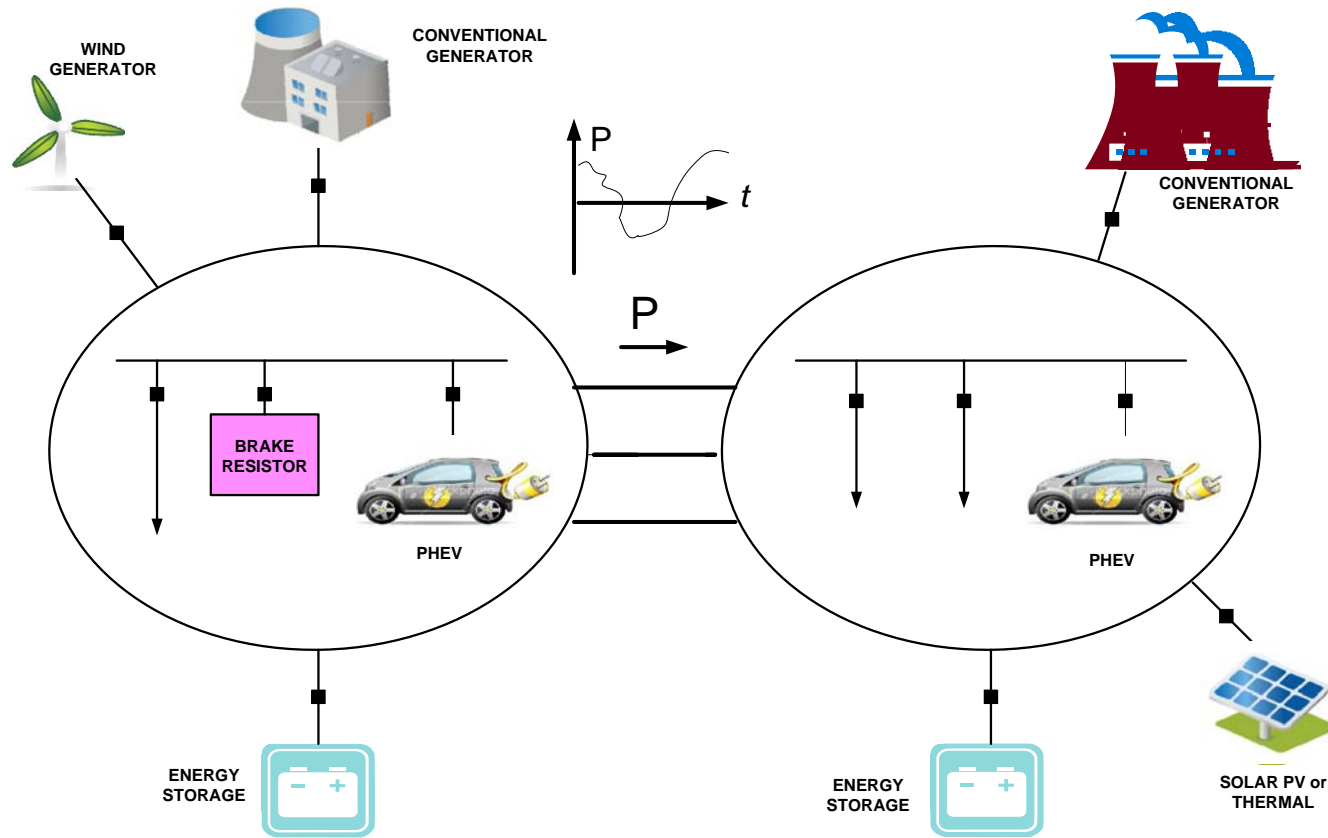 WIND
GENERATOR
CONVENTIONAL
GENERATOR
P
t
CONVENTIONAL
GENERATOR
P
BRAKE
RESISTOR
PHEV
PHEV
ENERGY
STORAGE
ENERGY
STORAGE
SOLAR PV or
THERMAL